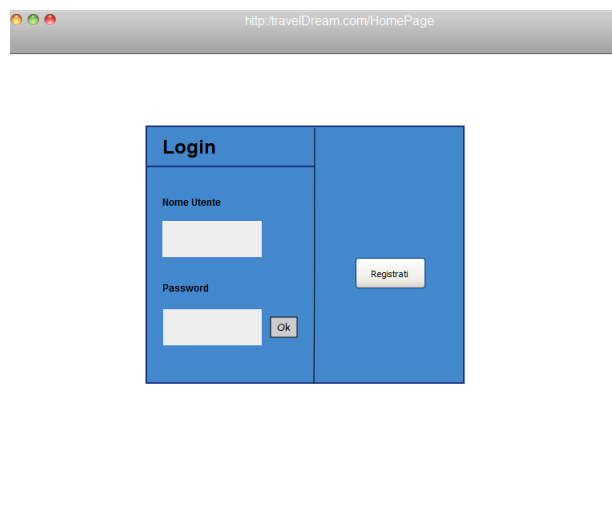 http:/travelDream.com/HomePage
Login
Nome Utente
Registrati
Password
Ok